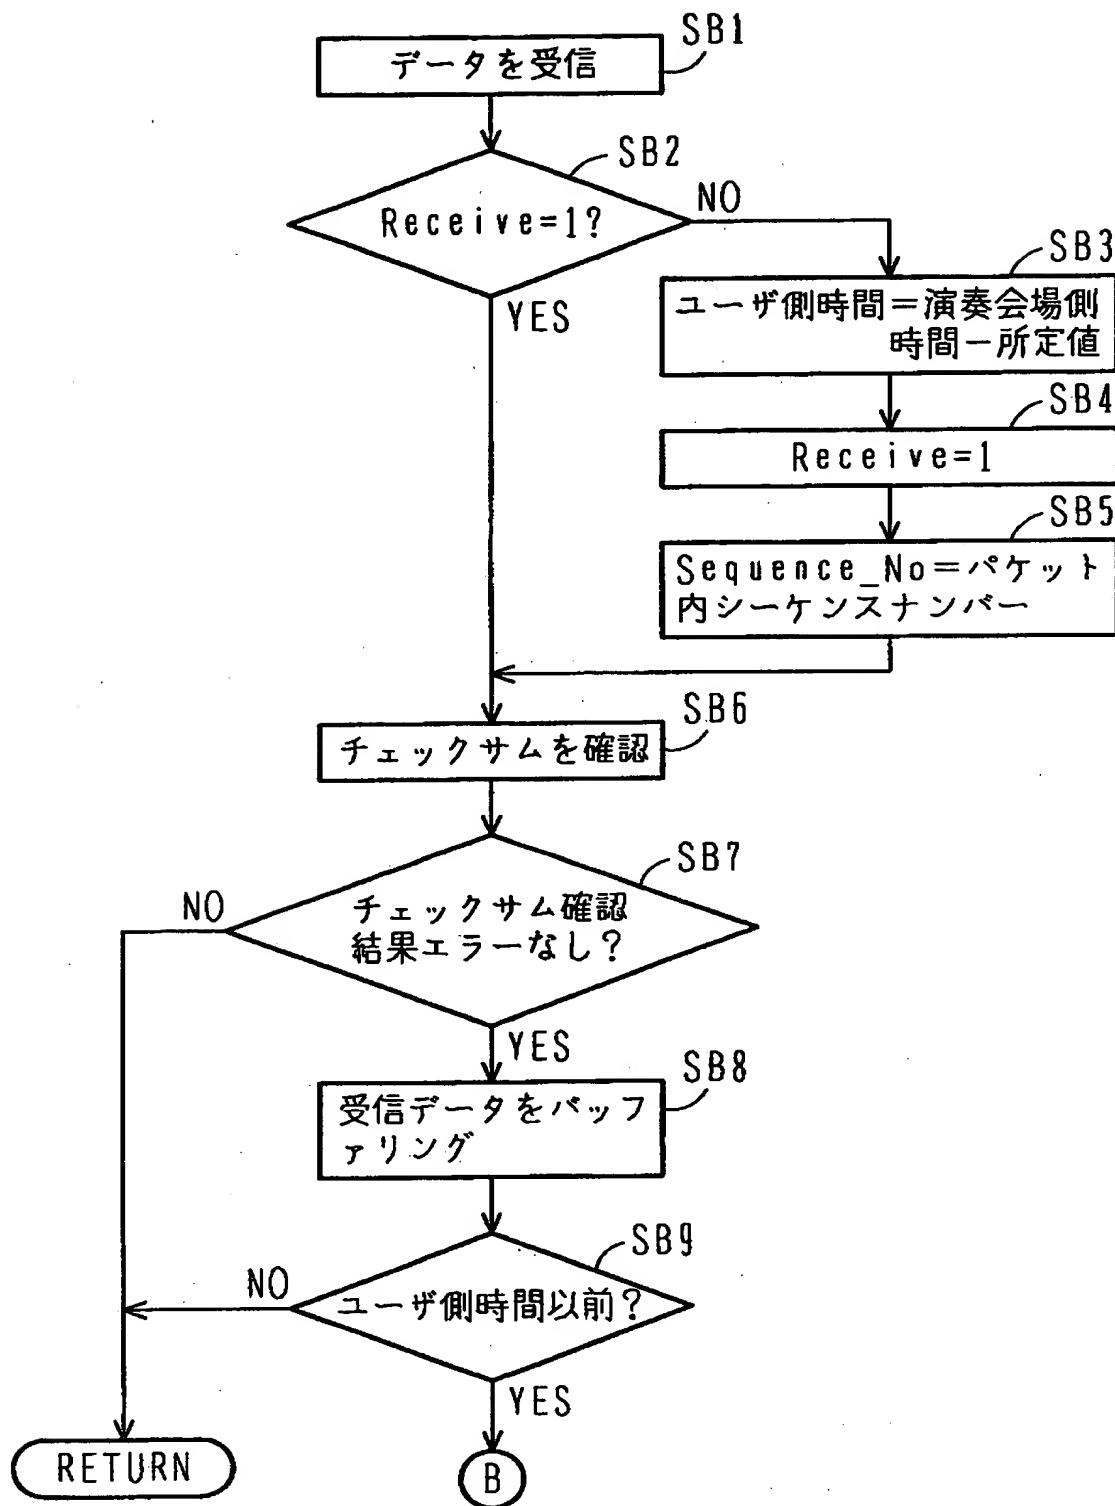 SB1
データを受信
SB2
Receive=1?
NO
YES
SB3
ユーザ側時間=演奏会場側
時間-所定値
SB4
Receive=1
SB5
Sequence_No=パケット
内シーケンスナンバー
SB6
チェックサムを確認
SB7
チェックサム確認
結果エラーなし?
NO
YES
SB8
受信データをバッフ
ァリング
SB9
ユーザ側時間以前?
NO
YES
RETURN
B